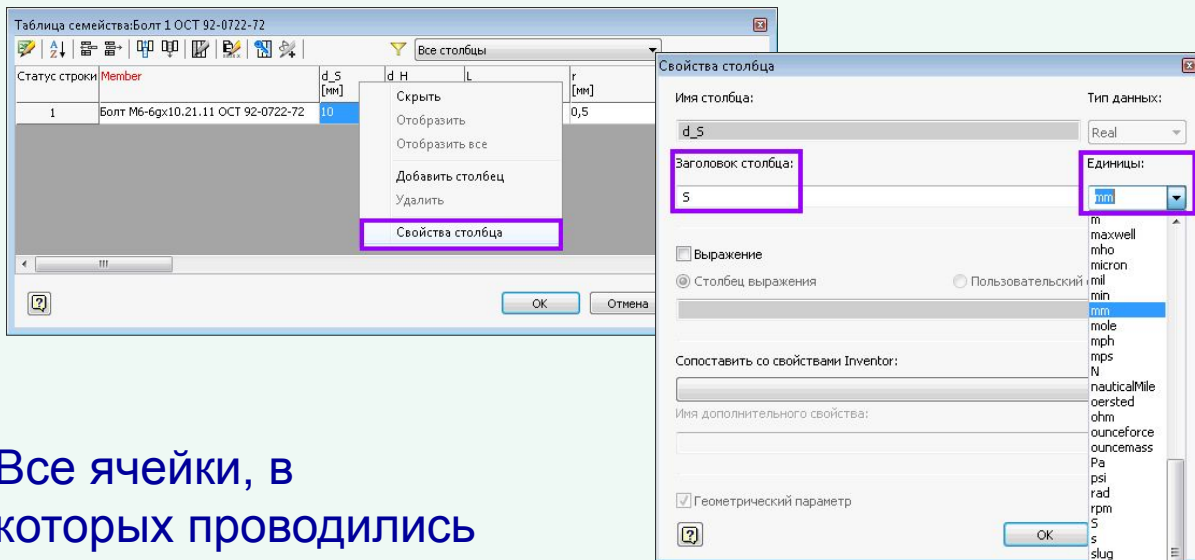 Таблица семейства:Болт 1 ОСТ 92-0722-72
Все столбцы
Статус строки Member d_S [мм] d_H L r [мм]
1 Болт М6-6gx10.21.11 ОСТ 92-0722-72 10 0,5
Скрыть
Отобразить
Отобразить все
Добавить столбец
Удалить
Свойства столбца
ОК Отмена
Свойства столбца
Имя столбца: Тип данных:
d_S Real
Заголовок столбца: Единицы:
S mm
Выражение
Столбец выражения Пользовательский
Сопоставить со свойствами Inventor:
Имя дополнительного свойства:
Геометрический параметр
ОК
m
maxwell
mho
micron
mil
min
mm
mole
mph
mps
N
nauticalMile
oersted
ohm
ounceforce
ouncemass
Pa
psi
rad
rpm
S
s
slug
Все ячейки, в
которых проводились